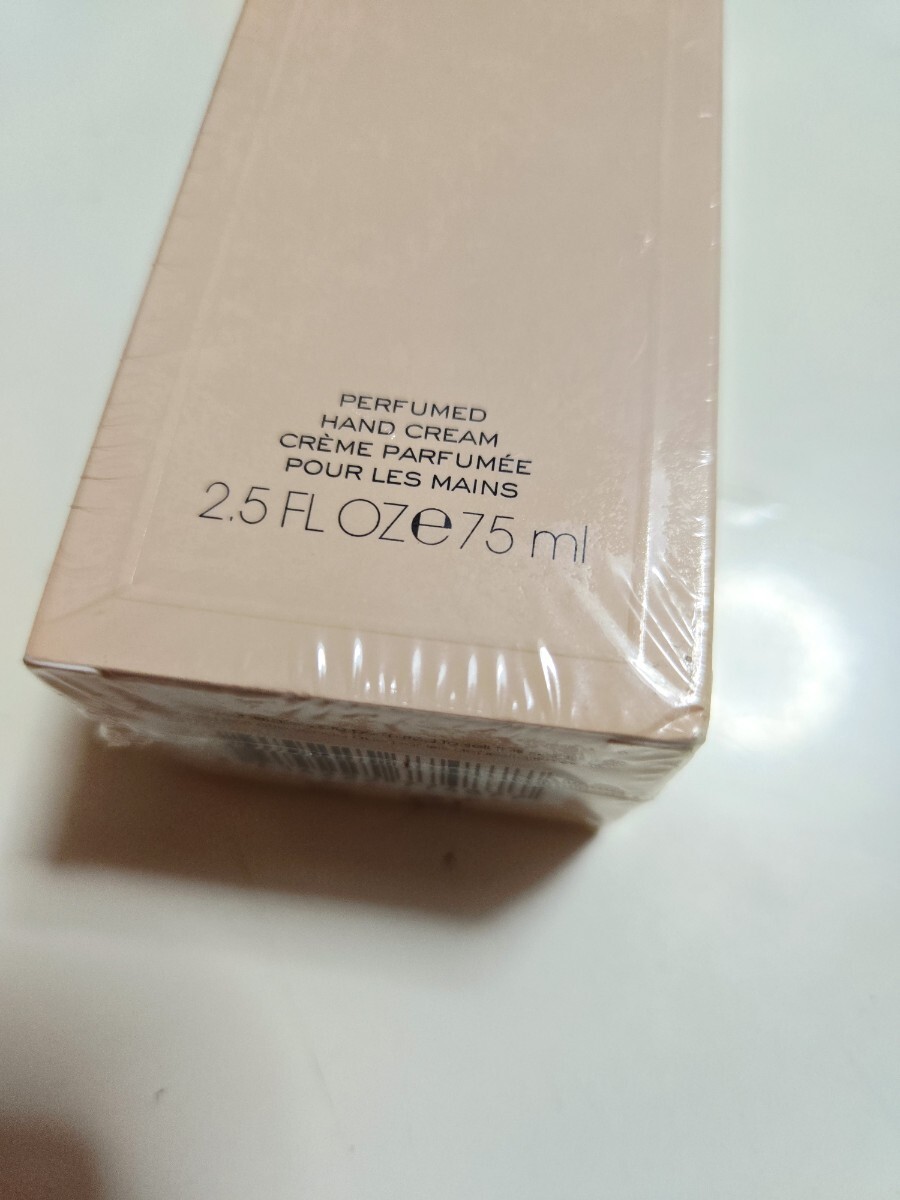 PERFUMED
HAND CREAM
CRÈME PARFUMÉE
POUR LES MAINS
2.5 FL OZ℮75 ml